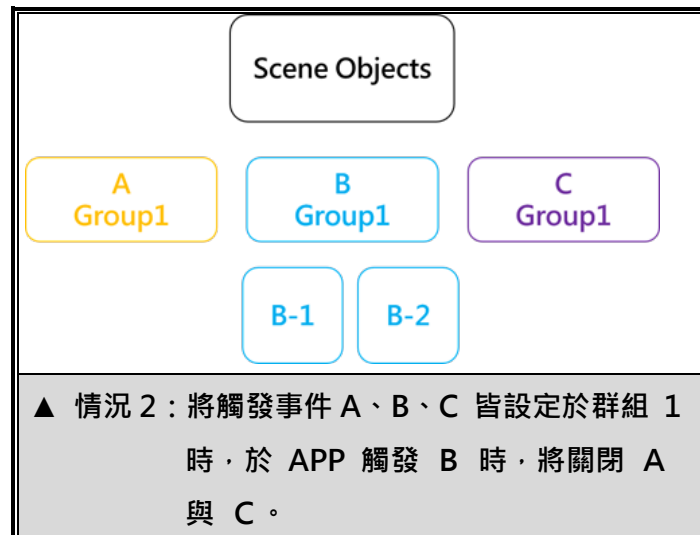 Scene Objects
A
Group1
B
Group1
C
Group1
B-1
B-2
▲ 情況 2：將觸發事件 A、B、C 皆設定於群組 1
時，於 APP 觸發 B 時，將關閉 A
與 C。